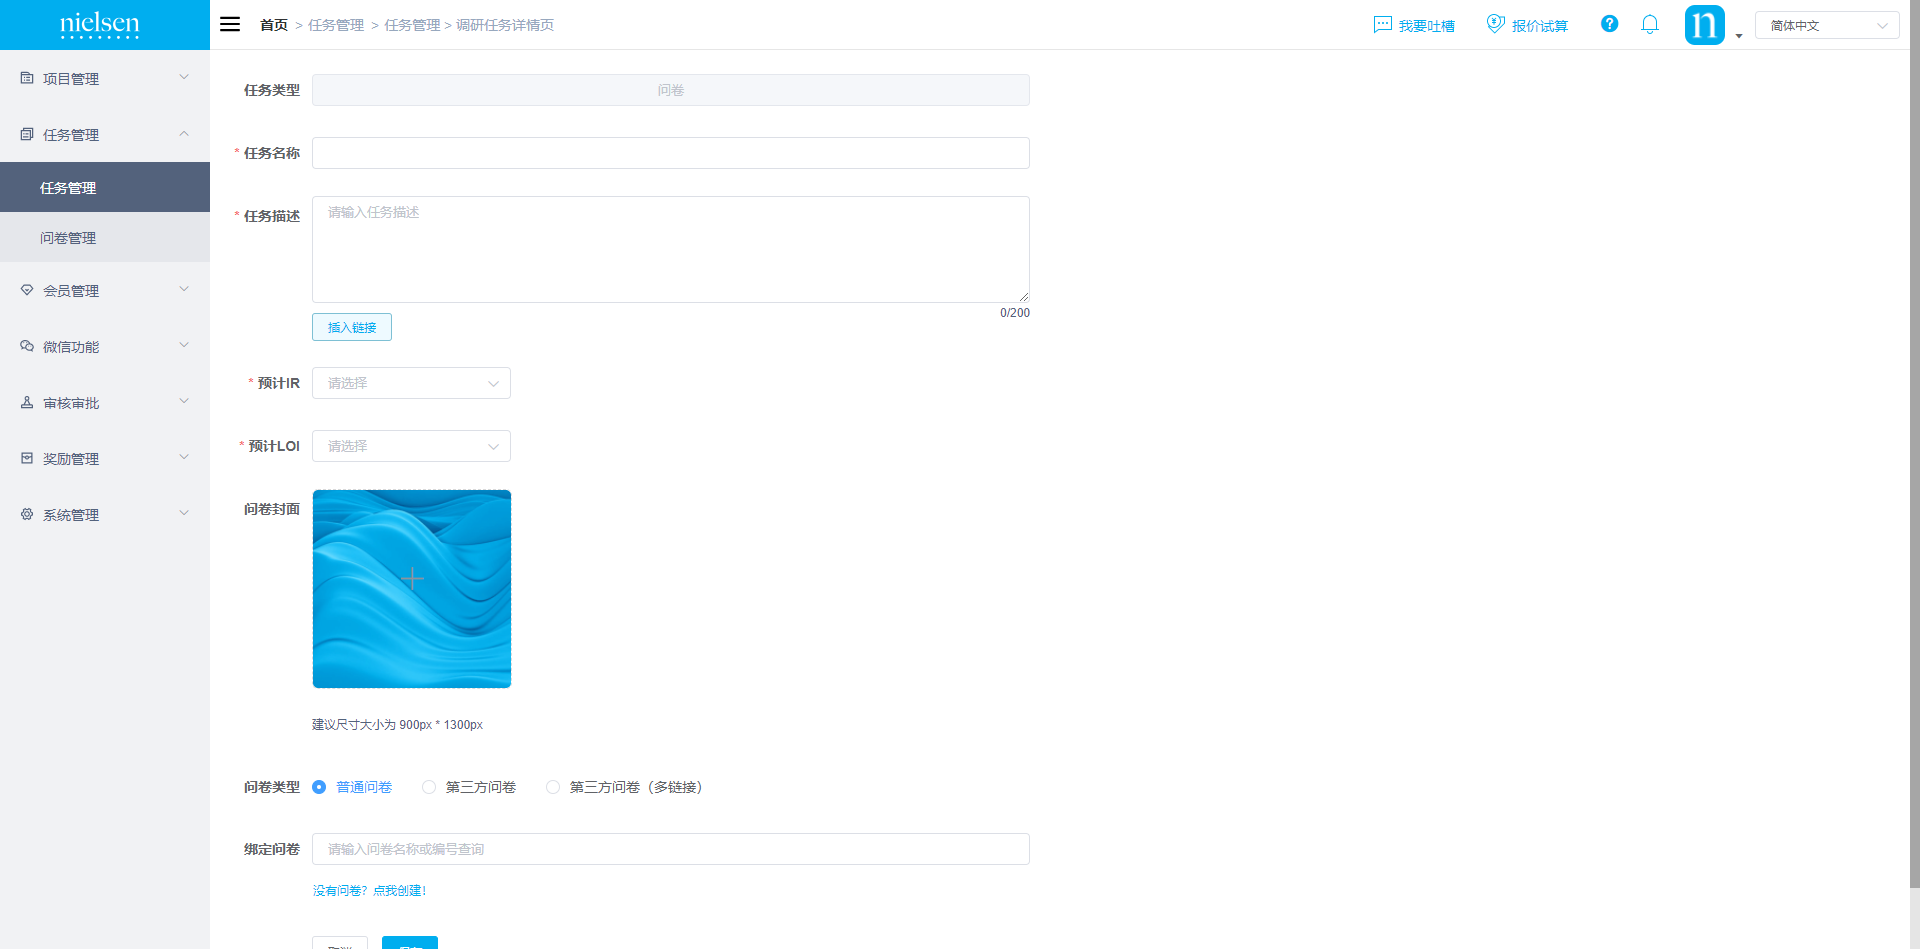 nielsen
首页 > 任务管理 > 任务管理 > 调研任务详情页
我要吐槽
报价试算
n
简体中文
项目管理
任务管理
任务管理
问卷管理
会员管理
微信功能
审核审批
奖励管理
系统管理
任务类型
问卷
* 任务名称
* 任务描述
请输入任务描述
0/200
插入链接
* 预计IR
请选择
* 预计LOI
请选择
问卷封面
建议尺寸大小为 900px * 1300px
问卷类型
普通问卷
第三方问卷
第三方问卷（多链接）
绑定问卷
请输入问卷名称或编号查询
没有问卷？点我创建！